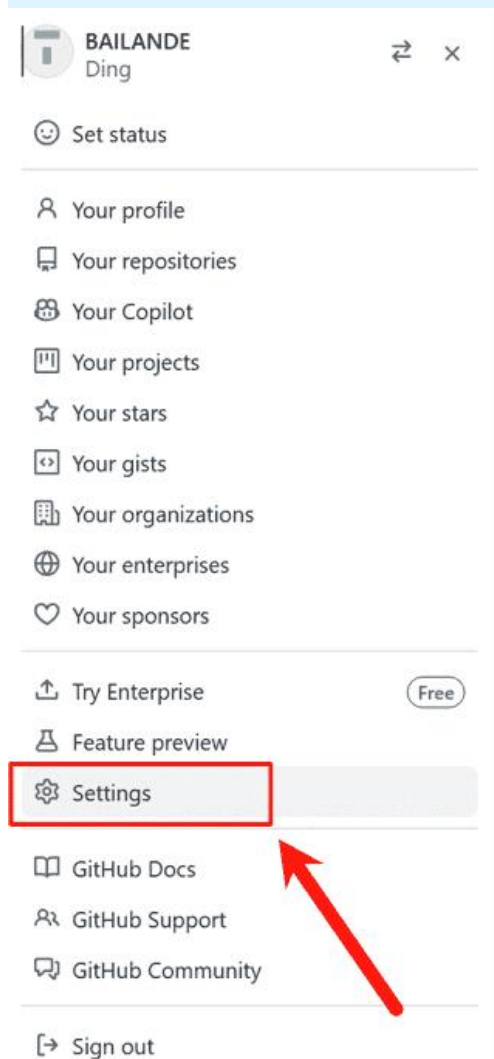 BAILANDE
Ding
Set status
Your profile
Your repositories
Your Copilot
Your projects
Your stars
Your gists
Your organizations
Your enterprises
Your sponsors
Try Enterprise Free
Feature preview
Settings
GitHub Docs
GitHub Support
GitHub Community
Sign out